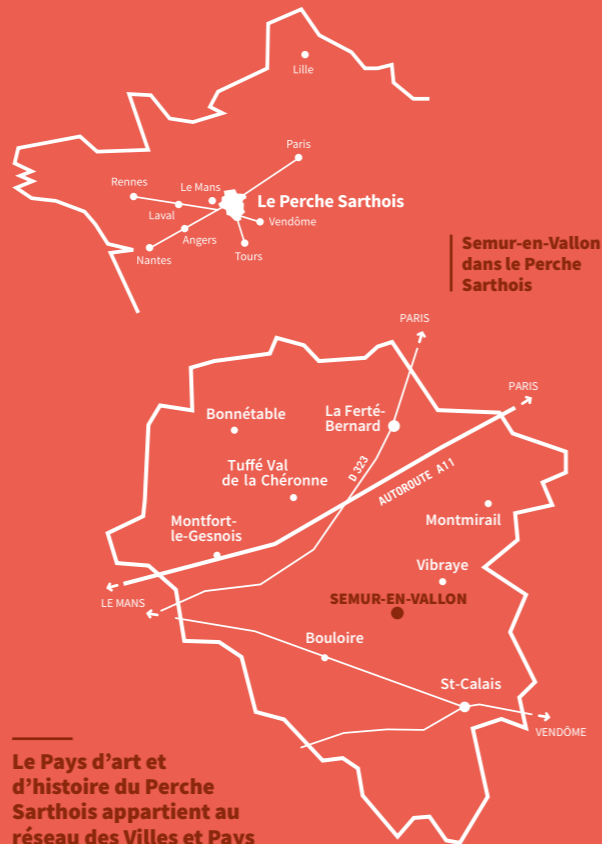 Lille
Paris
Rennes
Le Mans
Le Perche Sarthois
Laval
Vendôme
Angers
Nantes
Tours
Semur-en-Vallon
dans le Perche
Sarthois
PARIS
PARIS
Bonnétable
La Ferté-
Bernard
Tuffé Val
de la Chéronne
D 323
AUTOROUTE A11
Montfort-
le-Gesnois
Montmirail
Vibraye
LE MANS
SEMUR-EN-VALLON
Bouloire
St-Calais
VENDÔME
Le Pays d'art et
d'histoire du Perche
Sarthois appartient au
réseau des Villes et Pays